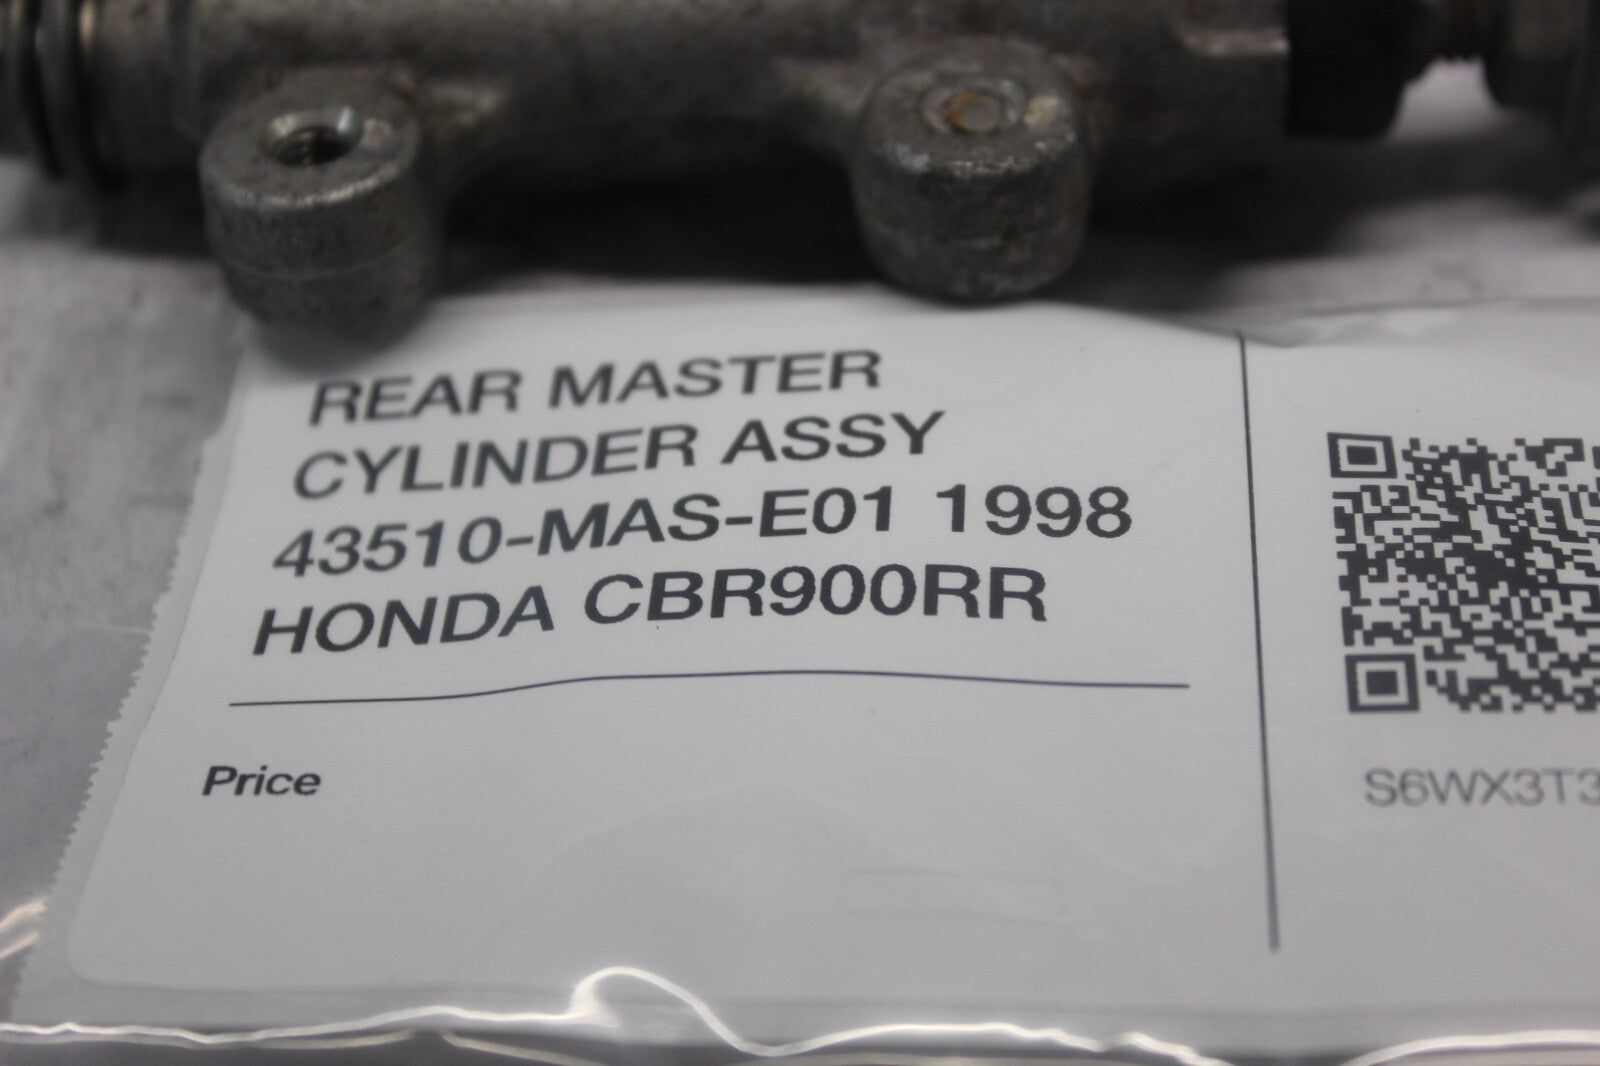 REAR MASTER
CYLINDER ASSY
43510-MAS-E01 1998
HONDA CBR900RR
Price
S6WX3T3